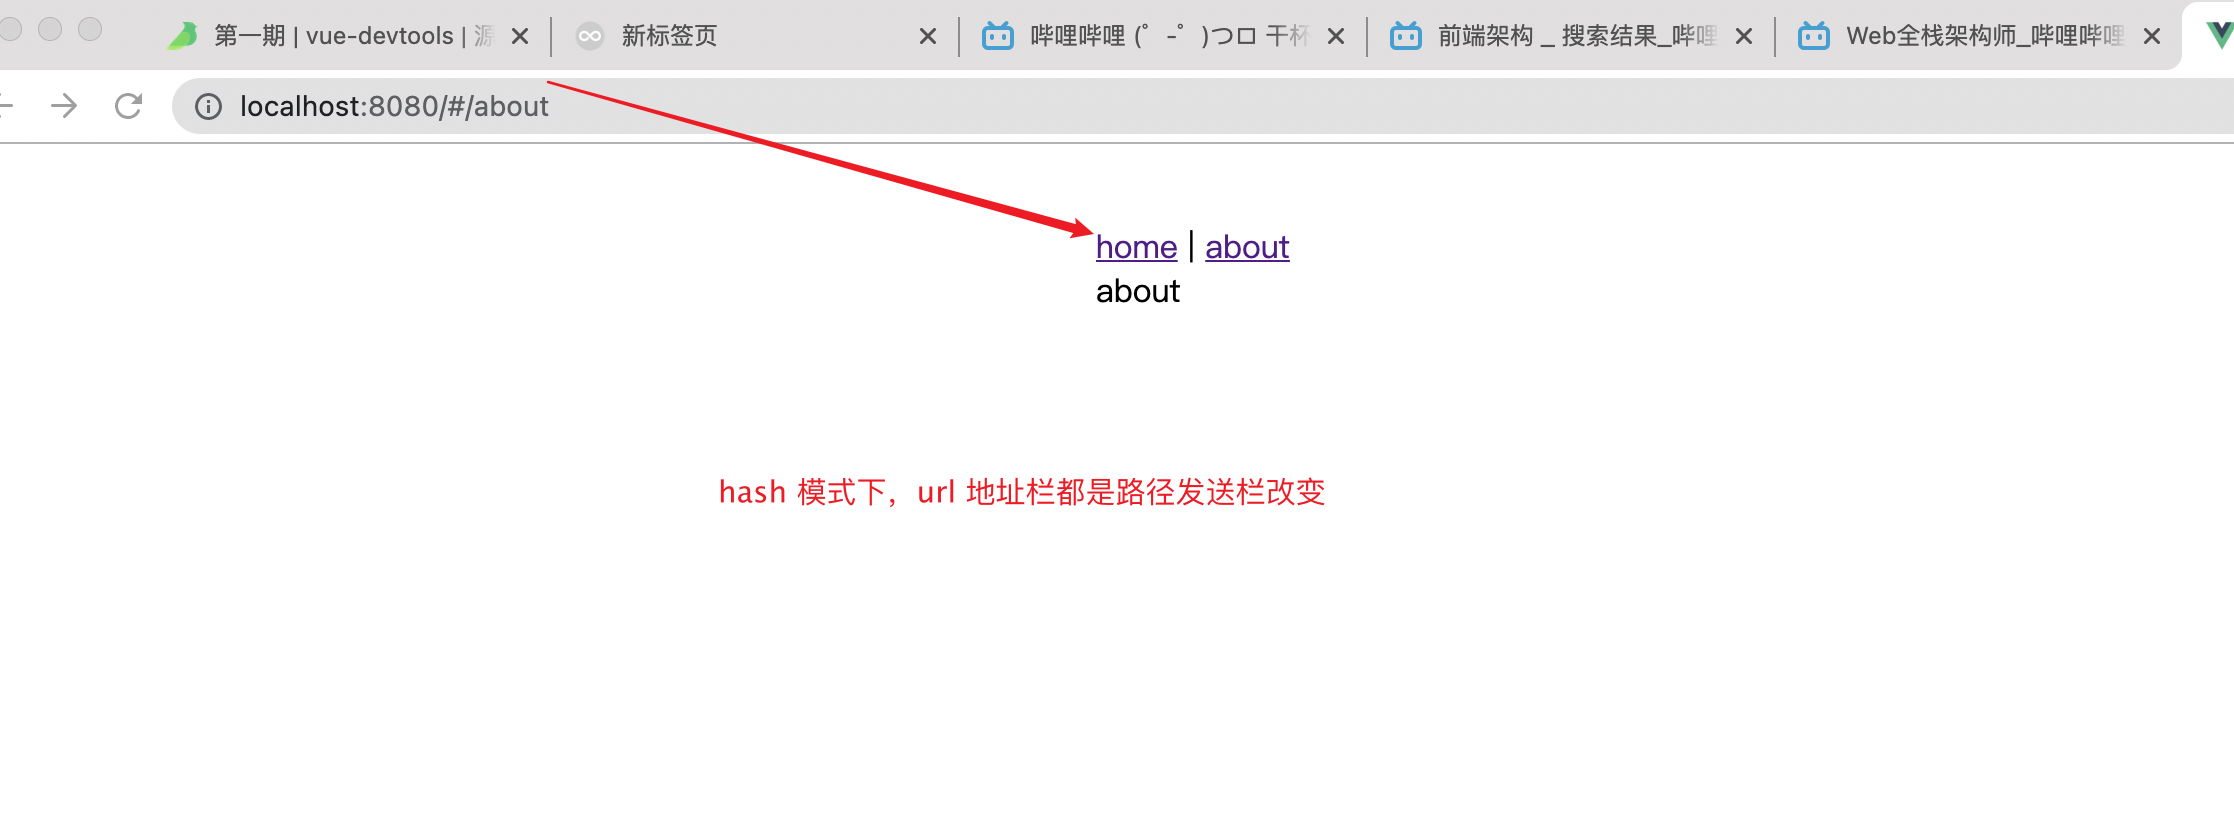 第一期 | vue-devtools | 源
新标签页
哔哩哔哩 (゜-゜)つロ 干杯
前端架构 _ 搜索结果_哔哩
Web全栈架构师_哔哩哔哩
localhost:8080/#/about
home | about
about
hash 模式下，url 地址栏都是路径发送栏改变